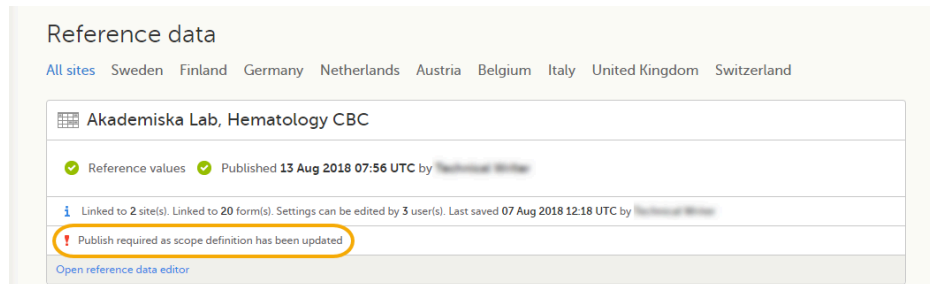 Reference data
All sites Sweden Finland Germany Netherlands Austria Belgium Italy United Kingdom Switzerland
Akademiska Lab, Hematology CBC
Reference values Published 13 Aug 2018 07:56 UTC by
Linked to 2 site(s). Linked to 20 form(s). Settings can be edited by 3 user(s). Last saved 07 Aug 2018 12:18 UTC by
Publish required as scope definition has been updated
Open reference data editor